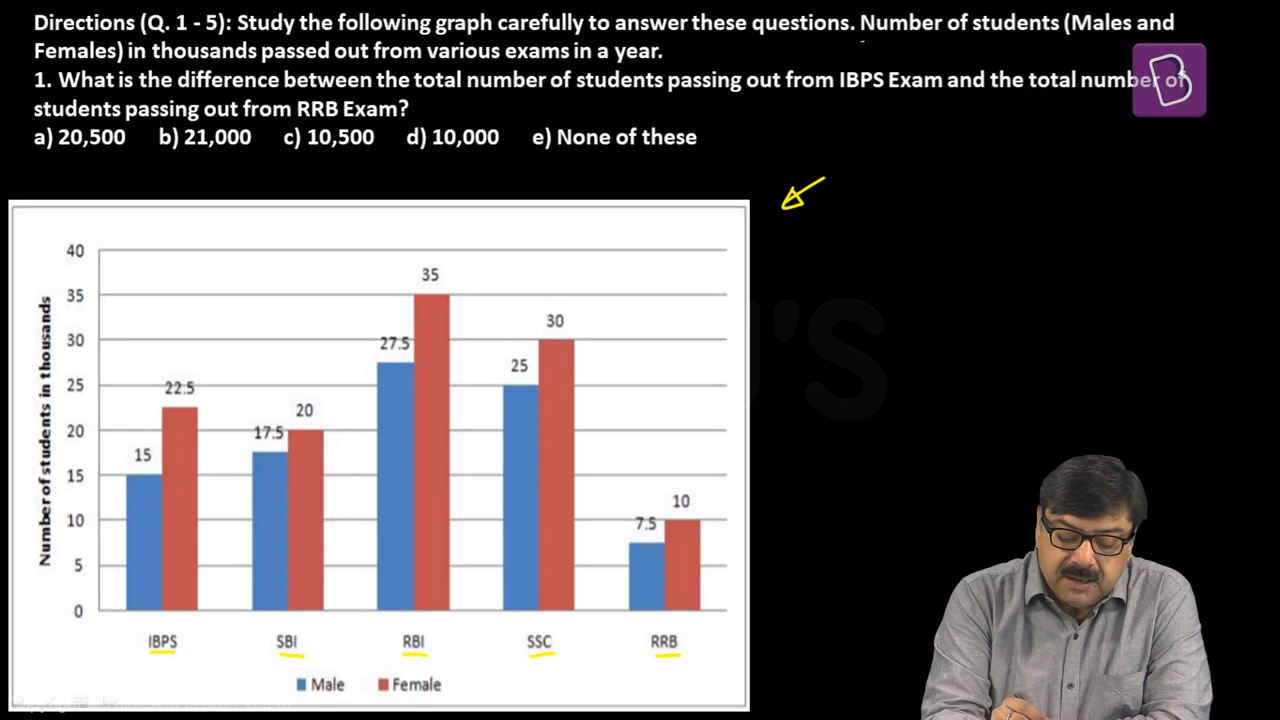 Directions (Q. 1 - 5): Study the following graph carefully to answer these questions. Number of students (Males and
Females) in thousands passed out from various exams in a year.
1. What is the difference between the total number of students passing out from IBPS Exam and the total number of
students passing out from RRB Exam?
a) 20,500 b) 21,000 c) 10,500 d) 10,000 e) None of these
B
'S
Number of students in thousands
40
35
30
25
20
15
10
5
0
15
22.5
17.5
20
27.5
35
25
30
7.5
10
IBPS SBI RBI SSC RRB
Male Female